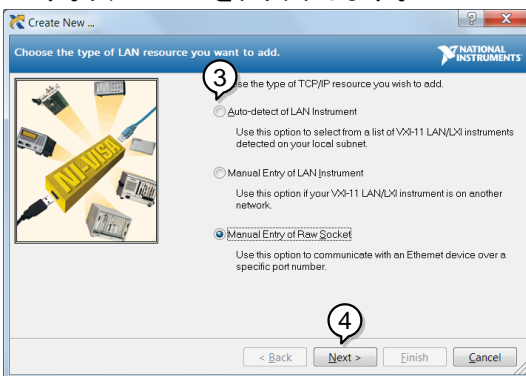 Create New ...
Choose the type of LAN resource you want to add.
NATIONAL
INSTRUMENTS
3
the type of TCP/IP resource you wish to add.
Auto-detect of LAN Instrument
Use this option to select from a list of VXI-11 LAN/LXI instruments
detected on your local subnet.
Manual Entry of LAN Instrument
Use this option if your VXI-11 LAN/LXI instrument is on another
network.
Manual Entry of Raw Socket
Use this option to communicate with an Ethernet device over a
specific port number.
NI-VISA
4
< Back
Next >
Finish
Cancel